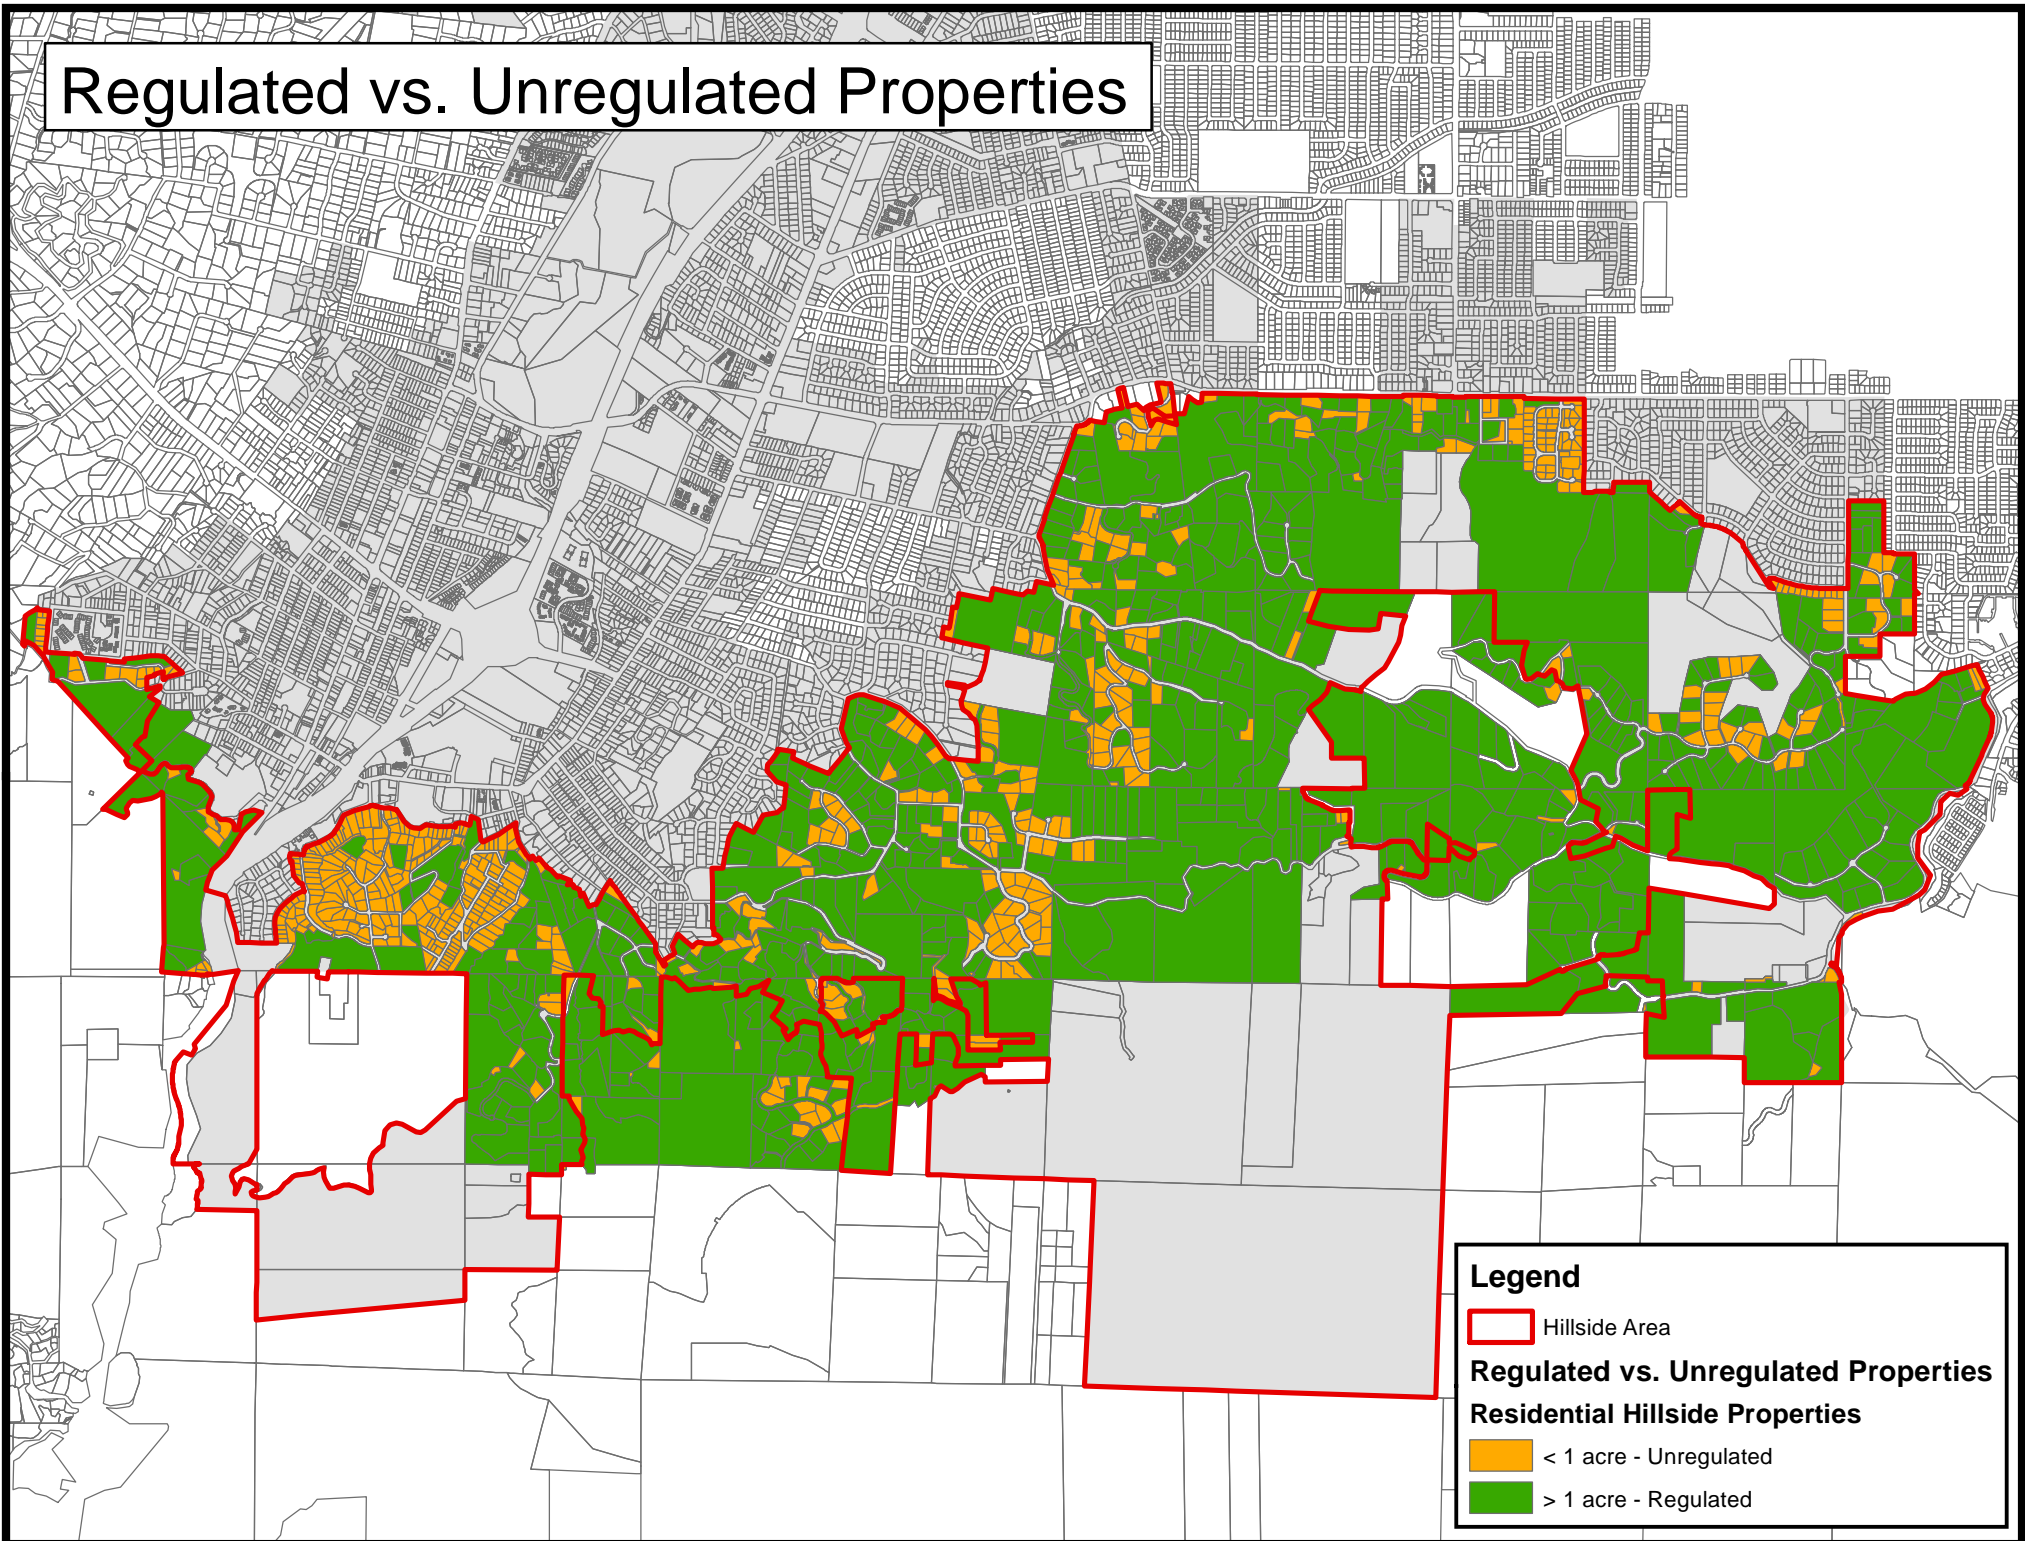 Regulated vs. Unregulated Properties
Legend
Hillside Area
Regulated vs. Unregulated Properties
Residential Hillside Properties
< 1 acre - Unregulated
> 1 acre - Regulated